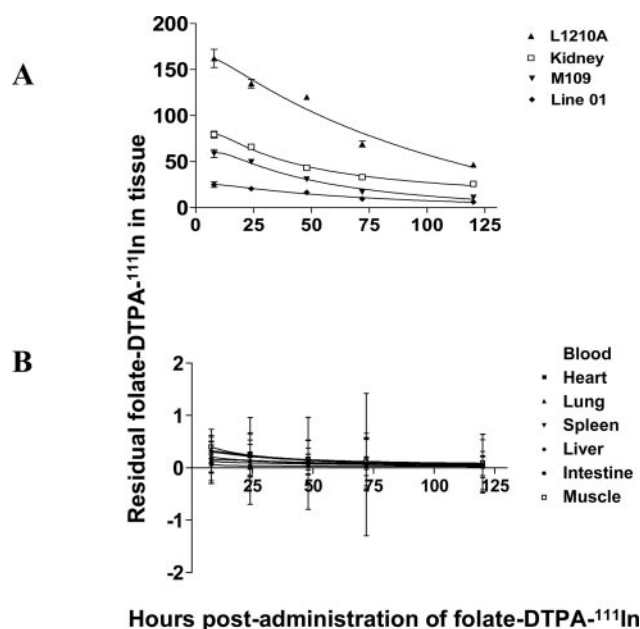 A
200
150
100
50
0
0 25 50 75 100 125
L1210A
Kidney
M109
Line 01
Residual folate-DTPA-¹¹¹In in tissue
B
2
1
0
-1
-2
25 50 75 100 125
Blood
Heart
Lung
Spleen
Liver
Intestine
Muscle
Hours post-administration of folate-DTPA-¹¹¹In